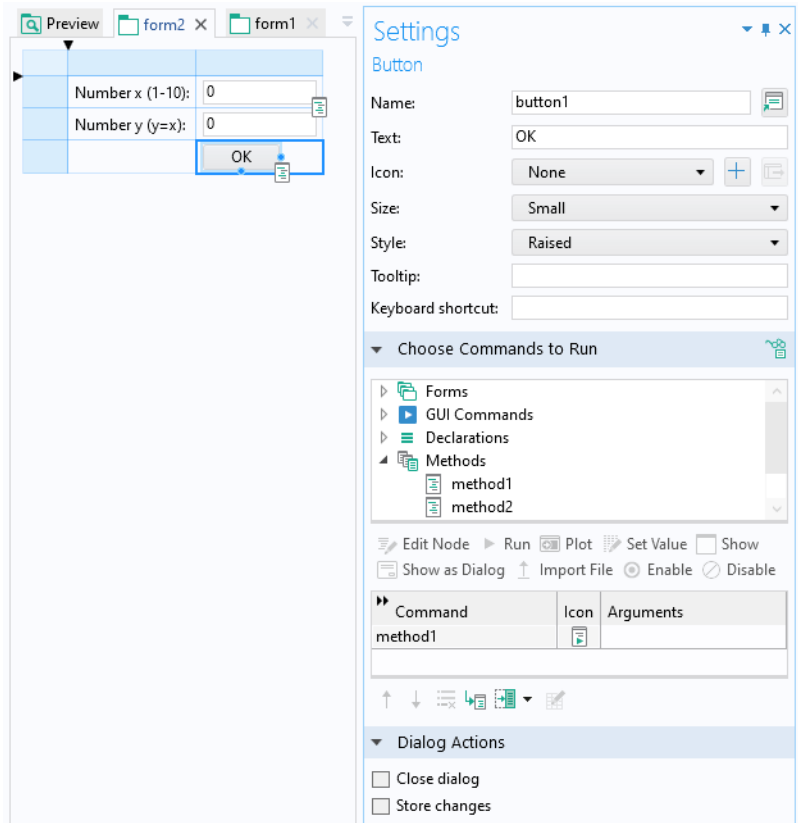 Preview form2 form1
Number x (1-10): 0
Number y (y=x): 0
OK
Settings
Button
Name: button1
Text: OK
Icon: None
Size: Small
Style: Raised
Tooltip:
Keyboard shortcut:
Choose Commands to Run
Forms
GUI Commands
Declarations
Methods
method1
method2
Edit Node Run Plot Set Value Show
Show as Dialog Import File Enable Disable
Command Icon Arguments
method1
Dialog Actions
Close dialog
Store changes